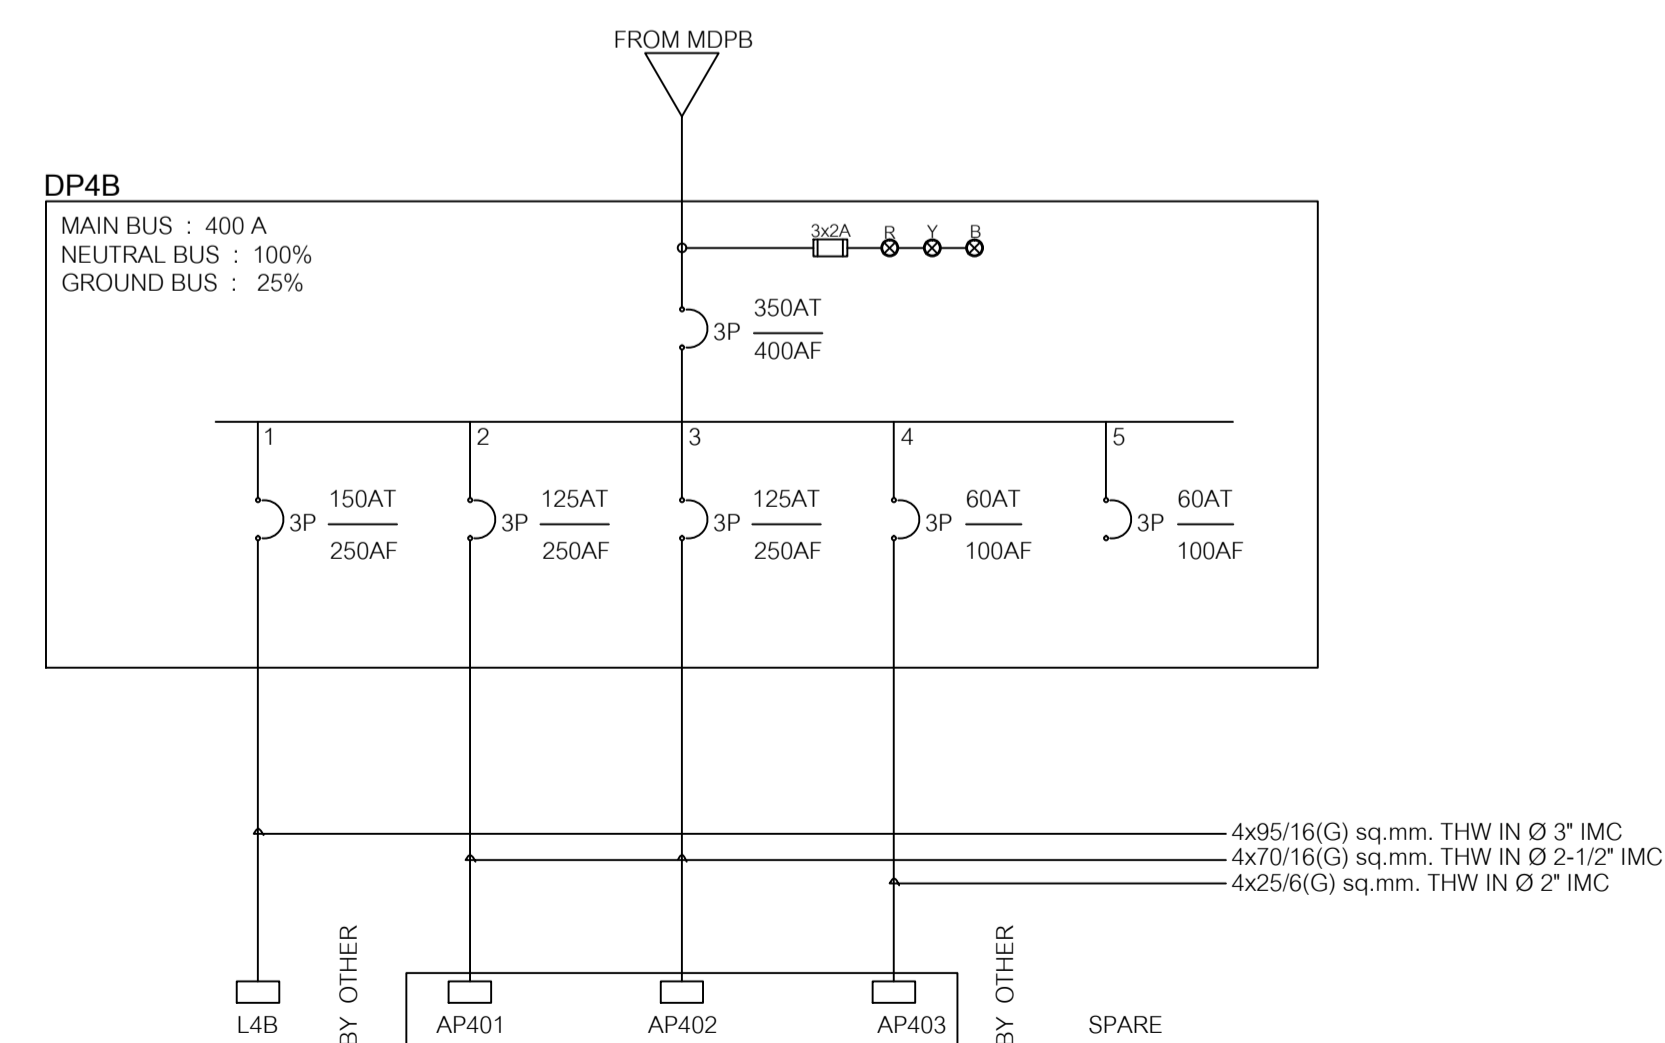 FROM MDPB
DP4B
MAIN BUS : 400 A
NEUTRAL BUS : 100%
GROUND BUS : 25%
3x2A R Y B
3P 350AT
400AF
1 2 3 4 5
150AT 125AT 125AT 60AT 60AT
3P 3P 3P 3P 3P
250AF 250AF 250AF 100AF 100AF
4x95/16(G) sq.mm. THW IN Ø 3" IMC
4x70/16(G) sq.mm. THW IN Ø 2-1/2" IMC
4x25/6(G) sq.mm. THW IN Ø 2" IMC
BY OTHER
BY OTHER
L4B AP401 AP402 AP403 SPARE